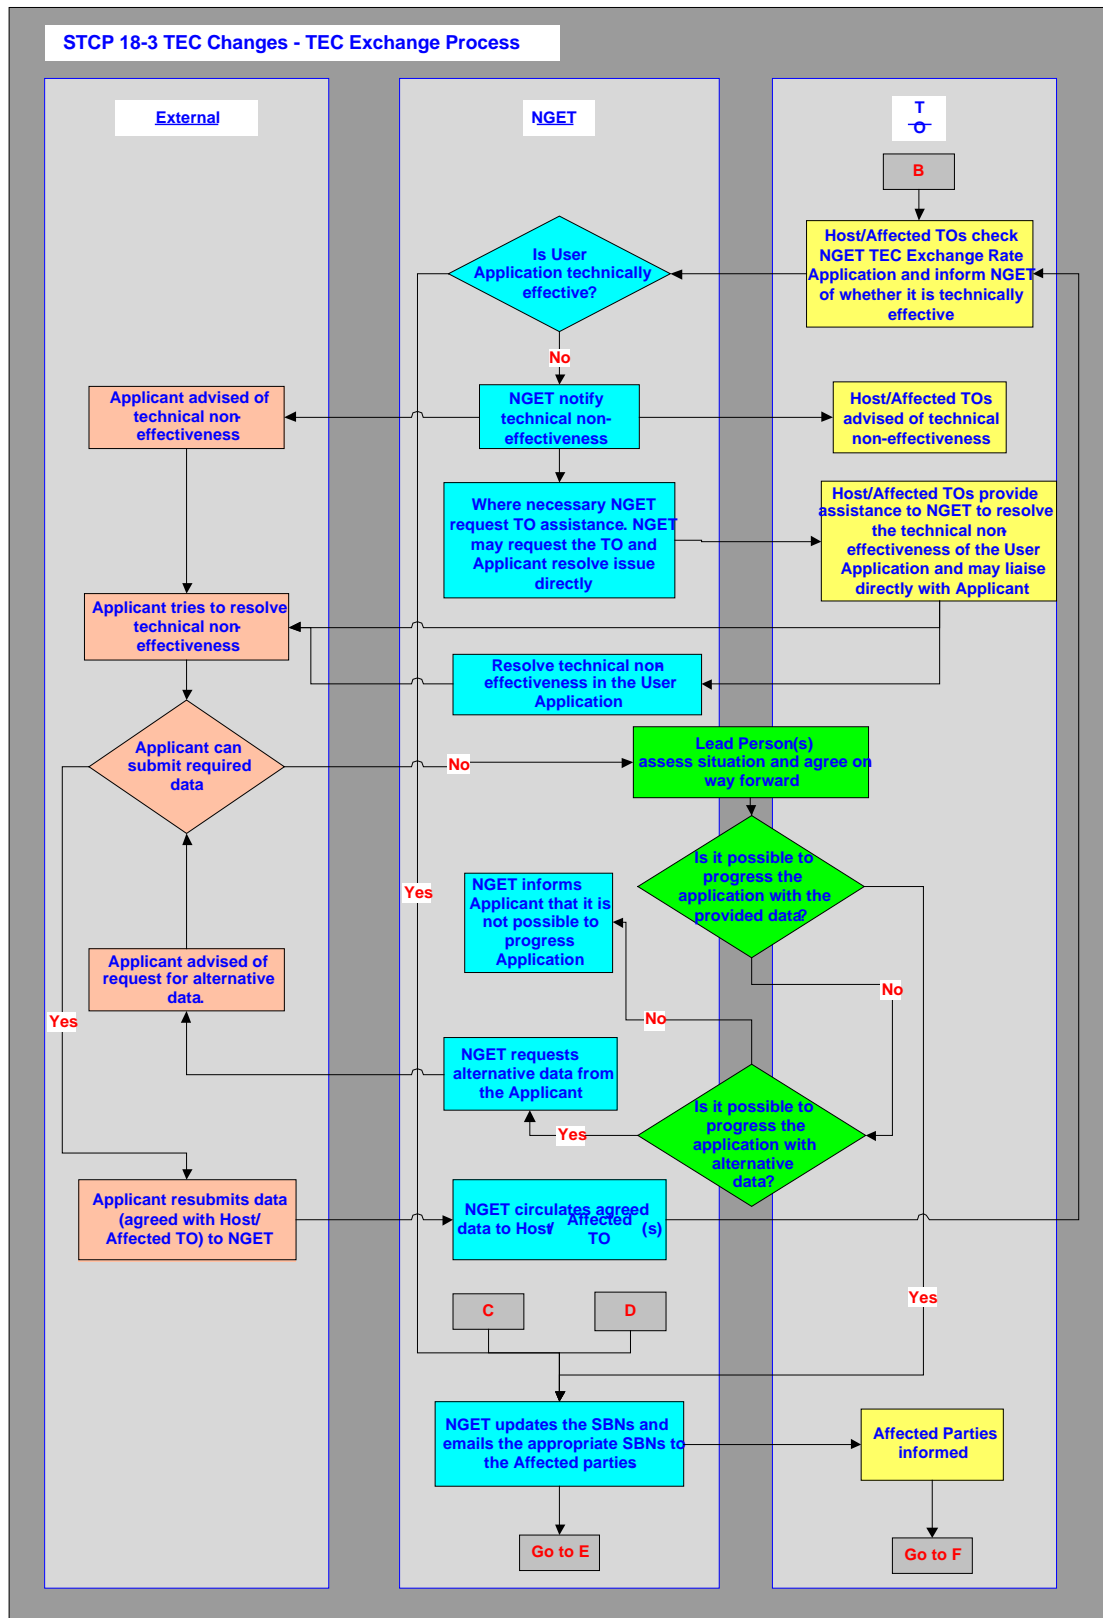 STCP 18-3 TEC Changes - TEC Exchange Process
External
NGET
T
O
B
Host/Affected TOs check
NGET TEC Exchange Rate
Application and inform NGET
of whether it is technically
effective
Is User
Application technically
effective?
No
Applicant advised of
technical non-
effectiveness
NGET notify
technical non-
effectiveness
Host/Affected TOs
advised of technical
non-effectiveness
Where necessary NGET
request TO assistance. NGET
may request the TO and
Applicant resolve issue
directly
Host/Affected TOs provide
assistance to NGET to resolve
the technical non-
effectiveness of the User
Application and may liaise
directly with Applicant
Applicant tries to resolve
technical non-
effectiveness
Resolve technical non-
effectiveness in the User
Application
Applicant can
submit required
data
No
Lead Person(s)
assess situation and agree on
way forward
Is it possible to
progress the
application with the
provided data?
Yes
NGET informs
Applicant that it is
not possible to
progress
Application
Applicant advised of
request for alternative
data.
No
Yes
No
NGET requests
alternative data from
the Applicant
Is it possible to
progress the
application with
alternative
data?
Yes
Applicant resubmits data
(agreed with Host/
Affected TO) to NGET
NGET circulates agreed
data to Host/ Affected (s)
TO
Yes
C
D
NGET updates the SBNs and
emails the appropriate SBNs to
the Affected parties
Affected Parties
informed
Go to E
Go to F